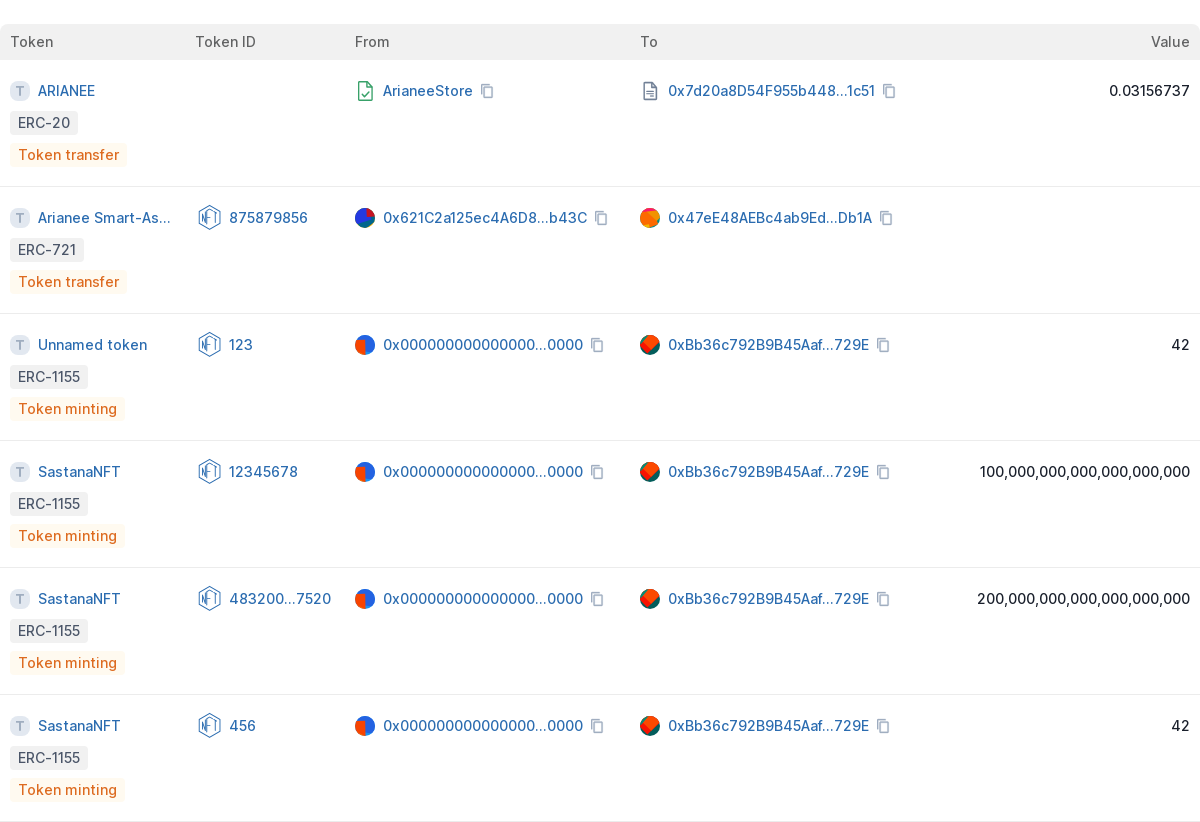 Token Token ID From To Value
T ARIANEE ArianeeStore 0x7d20a8D54F955b448...1c51 0.03156737
ERC-20
Token transfer
T Arianee Smart-As... NFT 875879856 0x621C2a125ec4A6D8...b43C 0x47eE48AEBc4ab9Ed...Db1A
ERC-721
Token transfer
T Unnamed token NFT 123 0x000000000000000...0000 0xBb36c792B9B45Aaf...729E 42
ERC-1155
Token minting
T SastanaNFT NFT 12345678 0x000000000000000...0000 0xBb36c792B9B45Aaf...729E 100,000,000,000,000,000,000
ERC-1155
Token minting
T SastanaNFT NFT 483200...7520 0x000000000000000...0000 0xBb36c792B9B45Aaf...729E 200,000,000,000,000,000,000
ERC-1155
Token minting
T SastanaNFT NFT 456 0x000000000000000...0000 0xBb36c792B9B45Aaf...729E 42
ERC-1155
Token minting